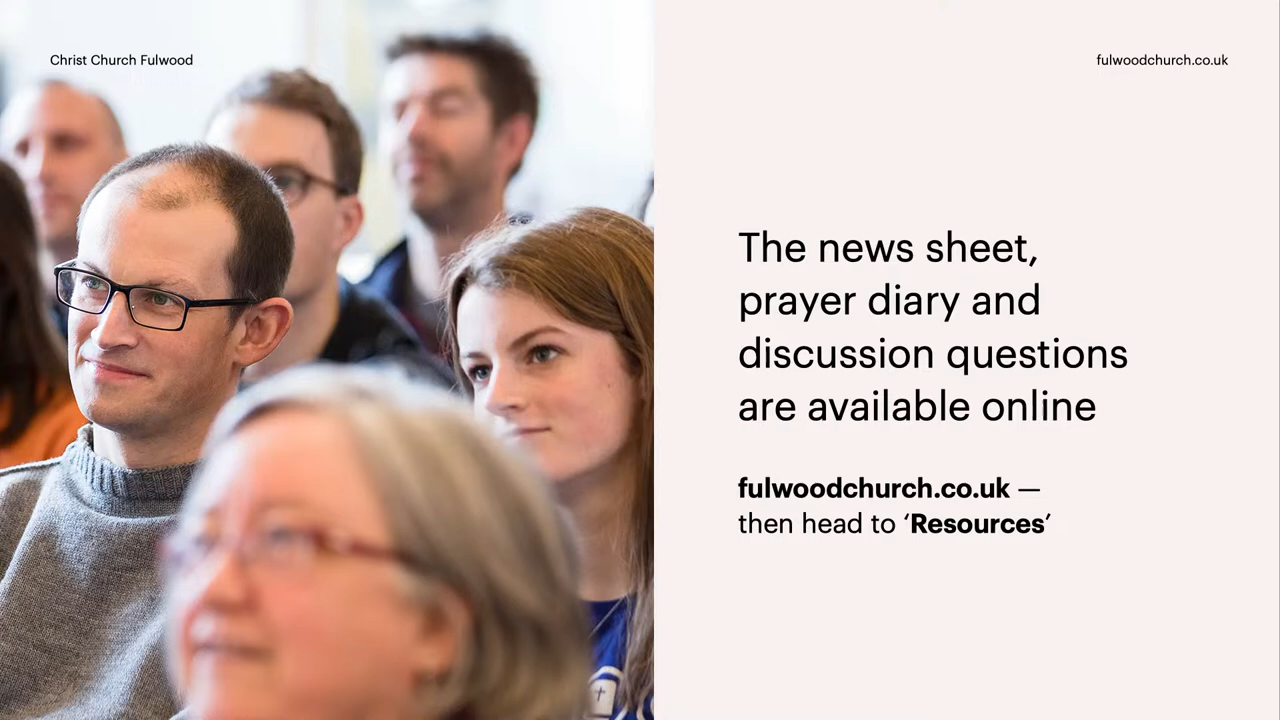 Christ Church Fulwood
fulwoodchurch.co.uk
The news sheet,
prayer diary and
discussion questions
are available online
fulwoodchurch.co.uk —
then head to ‘Resources’